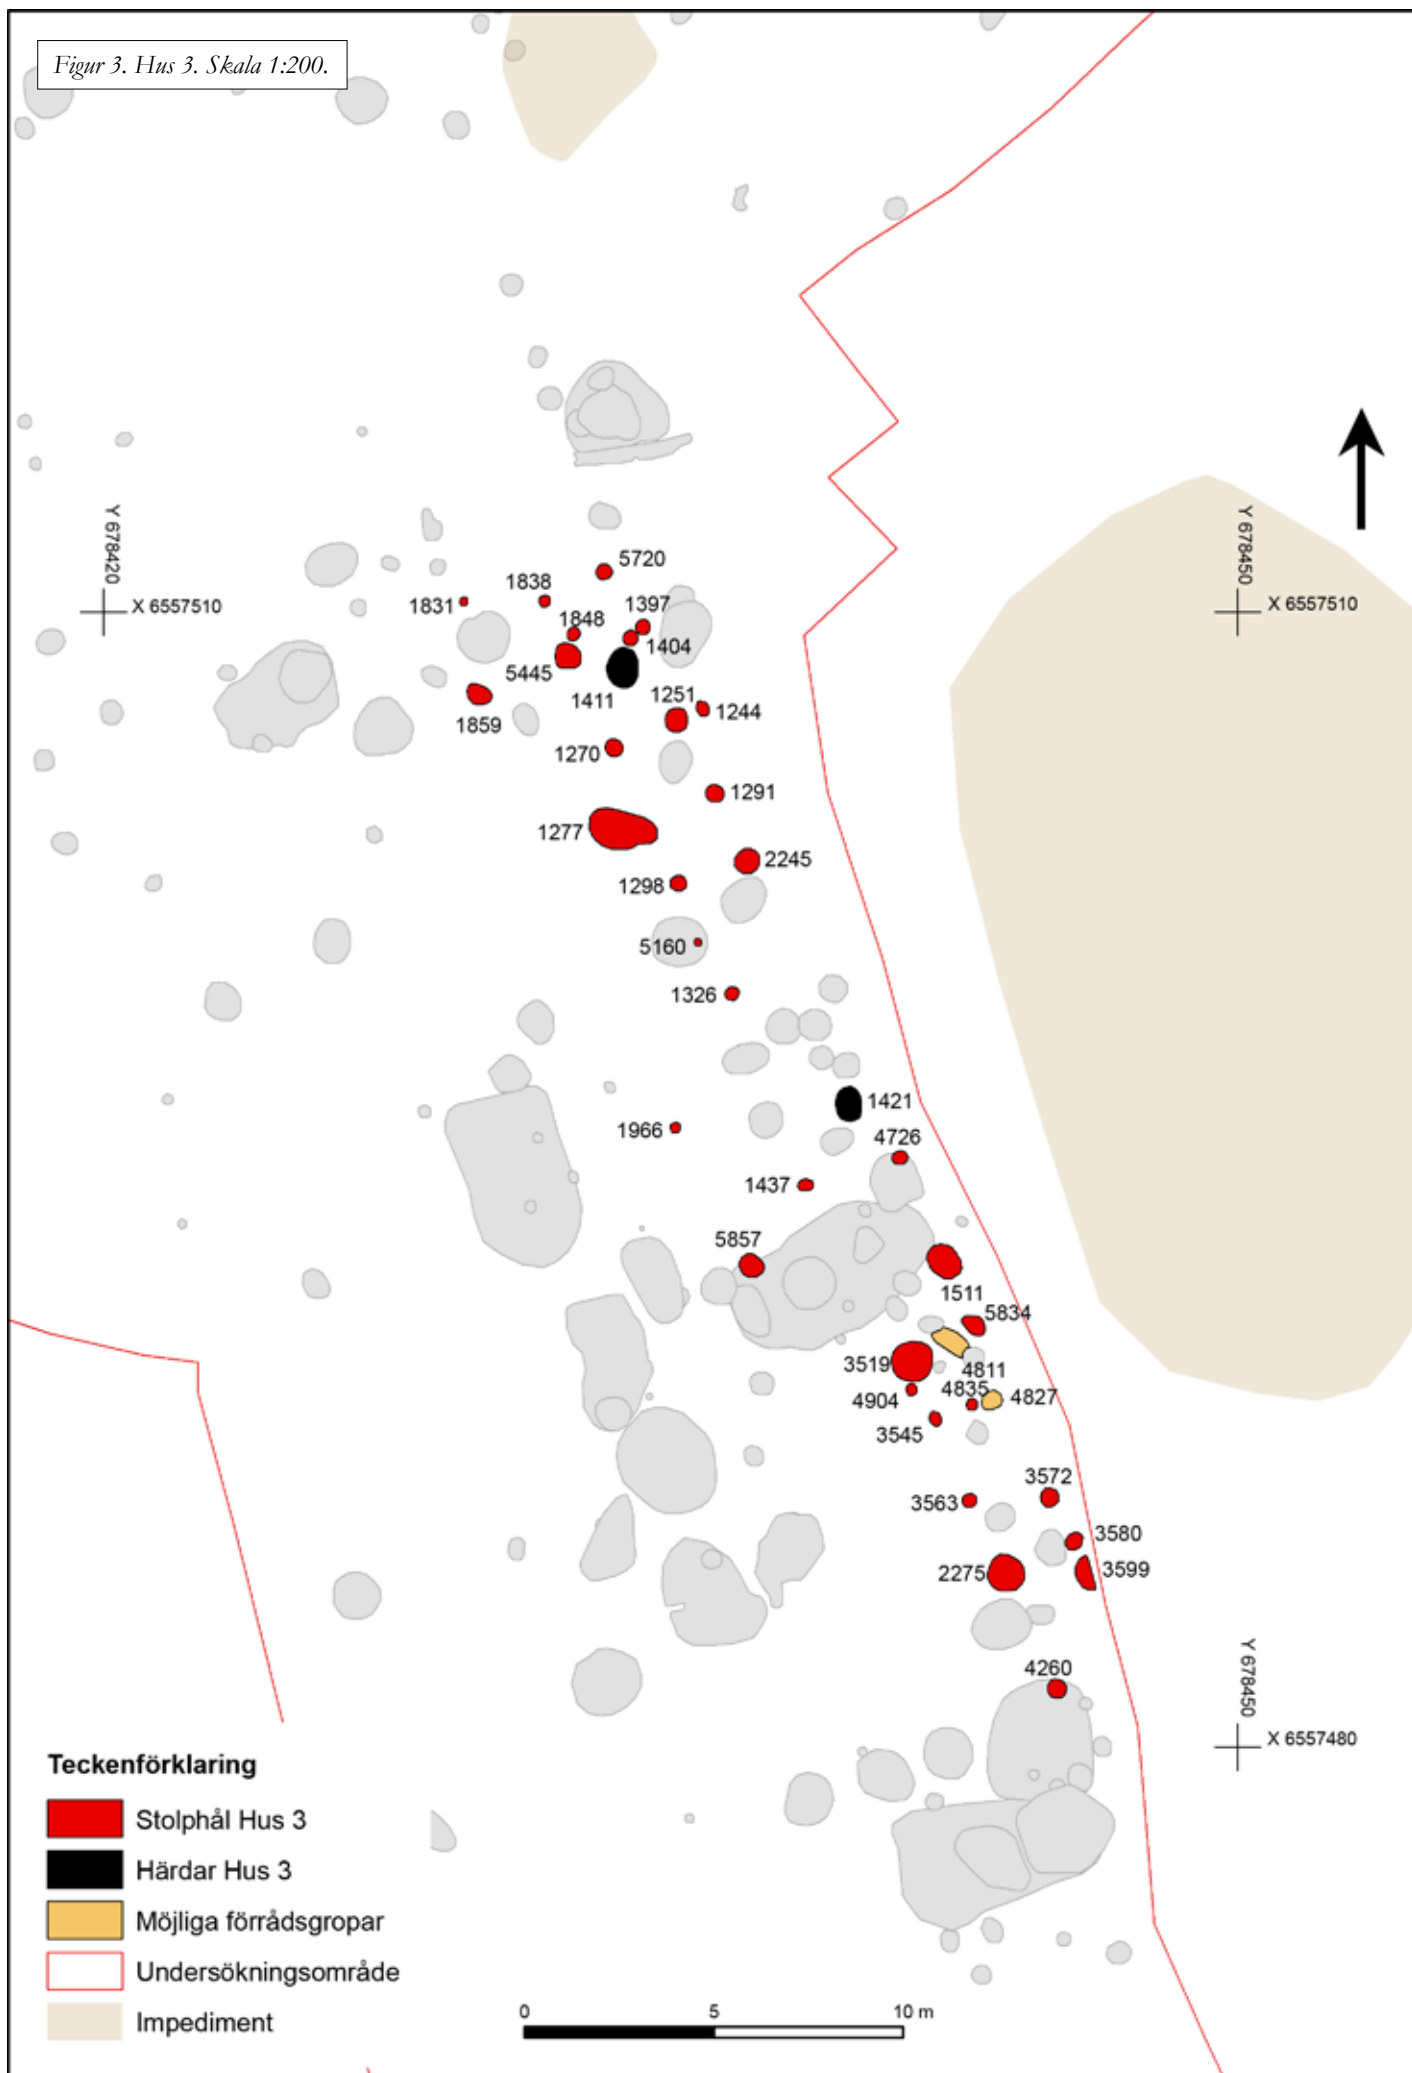 Figur 3. Hus 3. Skala 1:200.
Y 678420
X 6557510
Y 678450
X 6557510
5720
1838
1831
1397
1848
1404
5445
1411
1251
1244
1859
1270
1291
1277
2245
1298
5160
1326
1421
1966
4726
1437
5857
1511
5834
3519
4811
4835
4827
4904
3545
3572
3563
3580
2275
3599
4260
Y 678450
X 6557480
Teckenförklaring
Stolphål Hus 3
Härdar Hus 3
Möjliga förrådsgropar
Undersökningsområde
Impediment
0 5 10 m